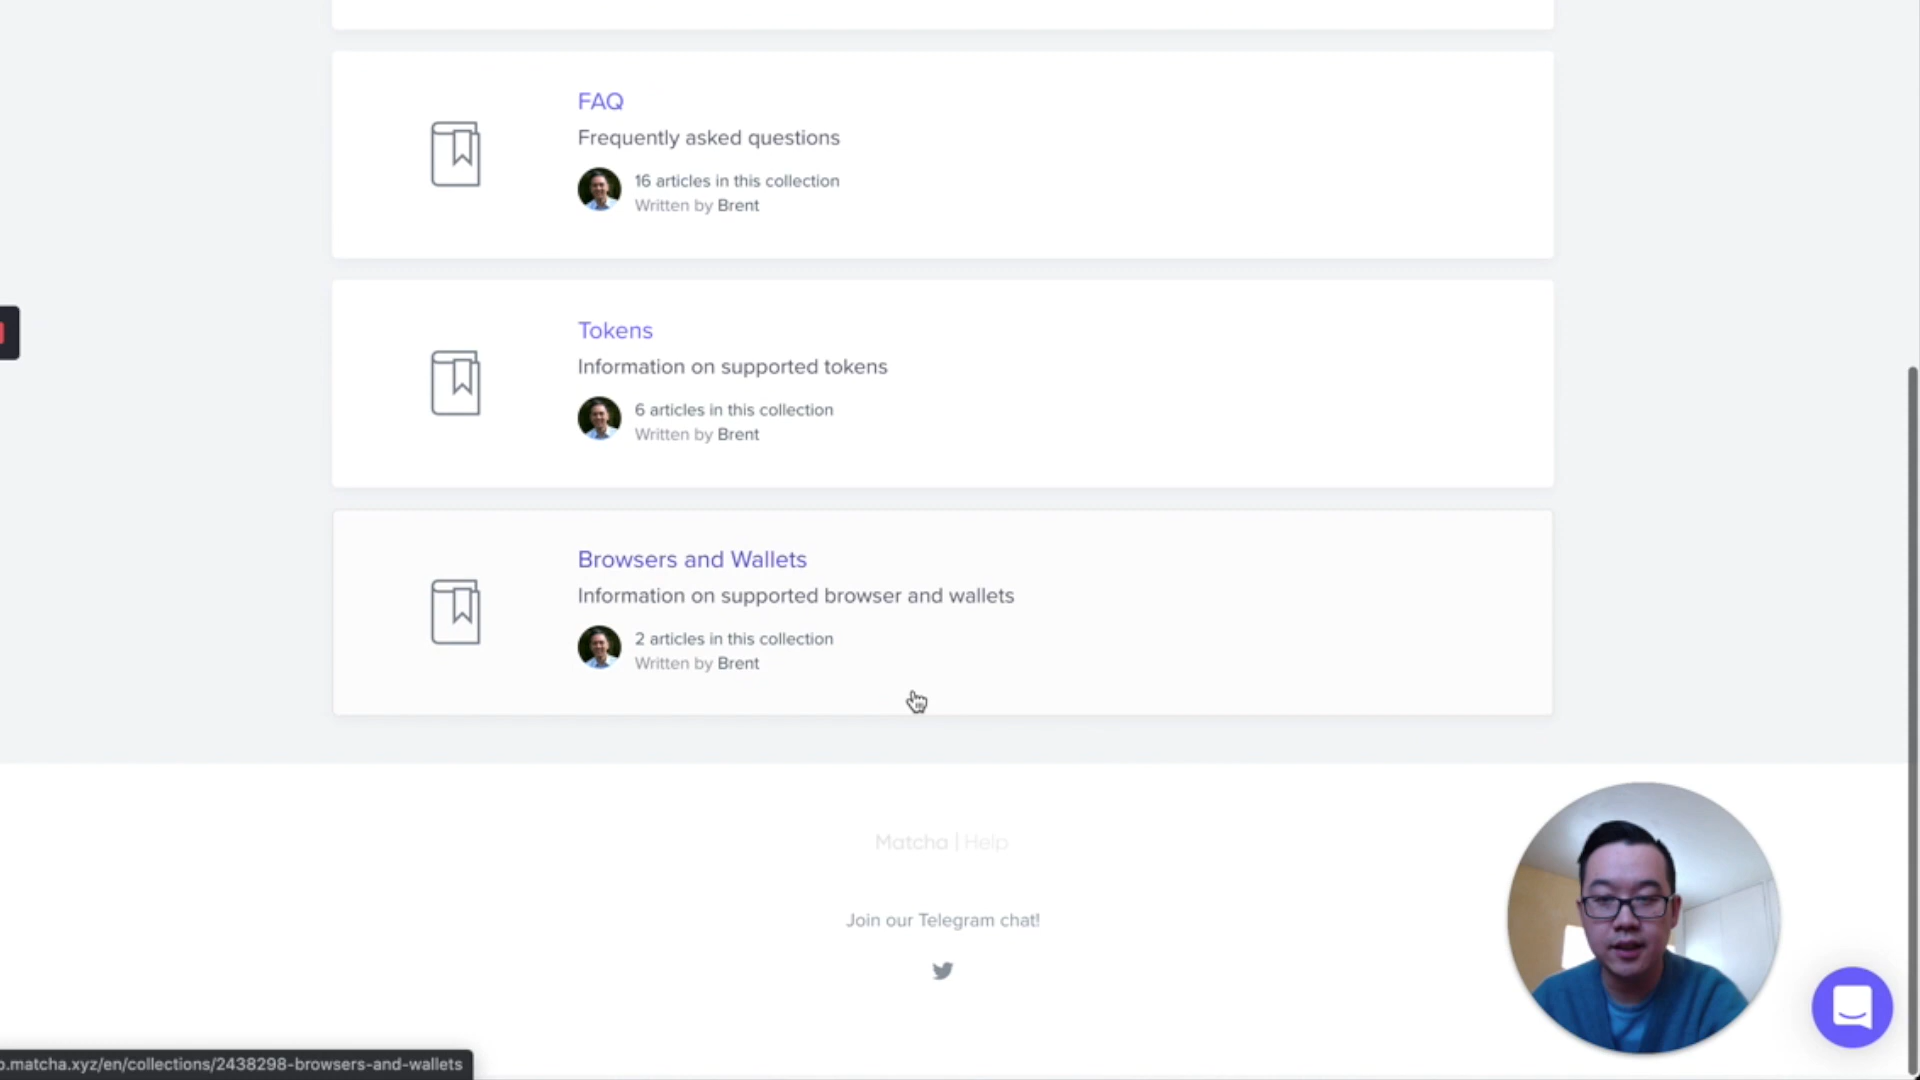 FAQ
Frequently asked questions
16 articles in this collection
Written by Brent
Tokens
Information on supported tokens
6 articles in this collection
Written by Brent
Browsers and Wallets
Information on supported browser and wallets
2 articles in this collection
Written by Brent
Matcha | Help
Join our Telegram chat!
.matcha.xyz/en/collections/2438298-browsers-and-wallets